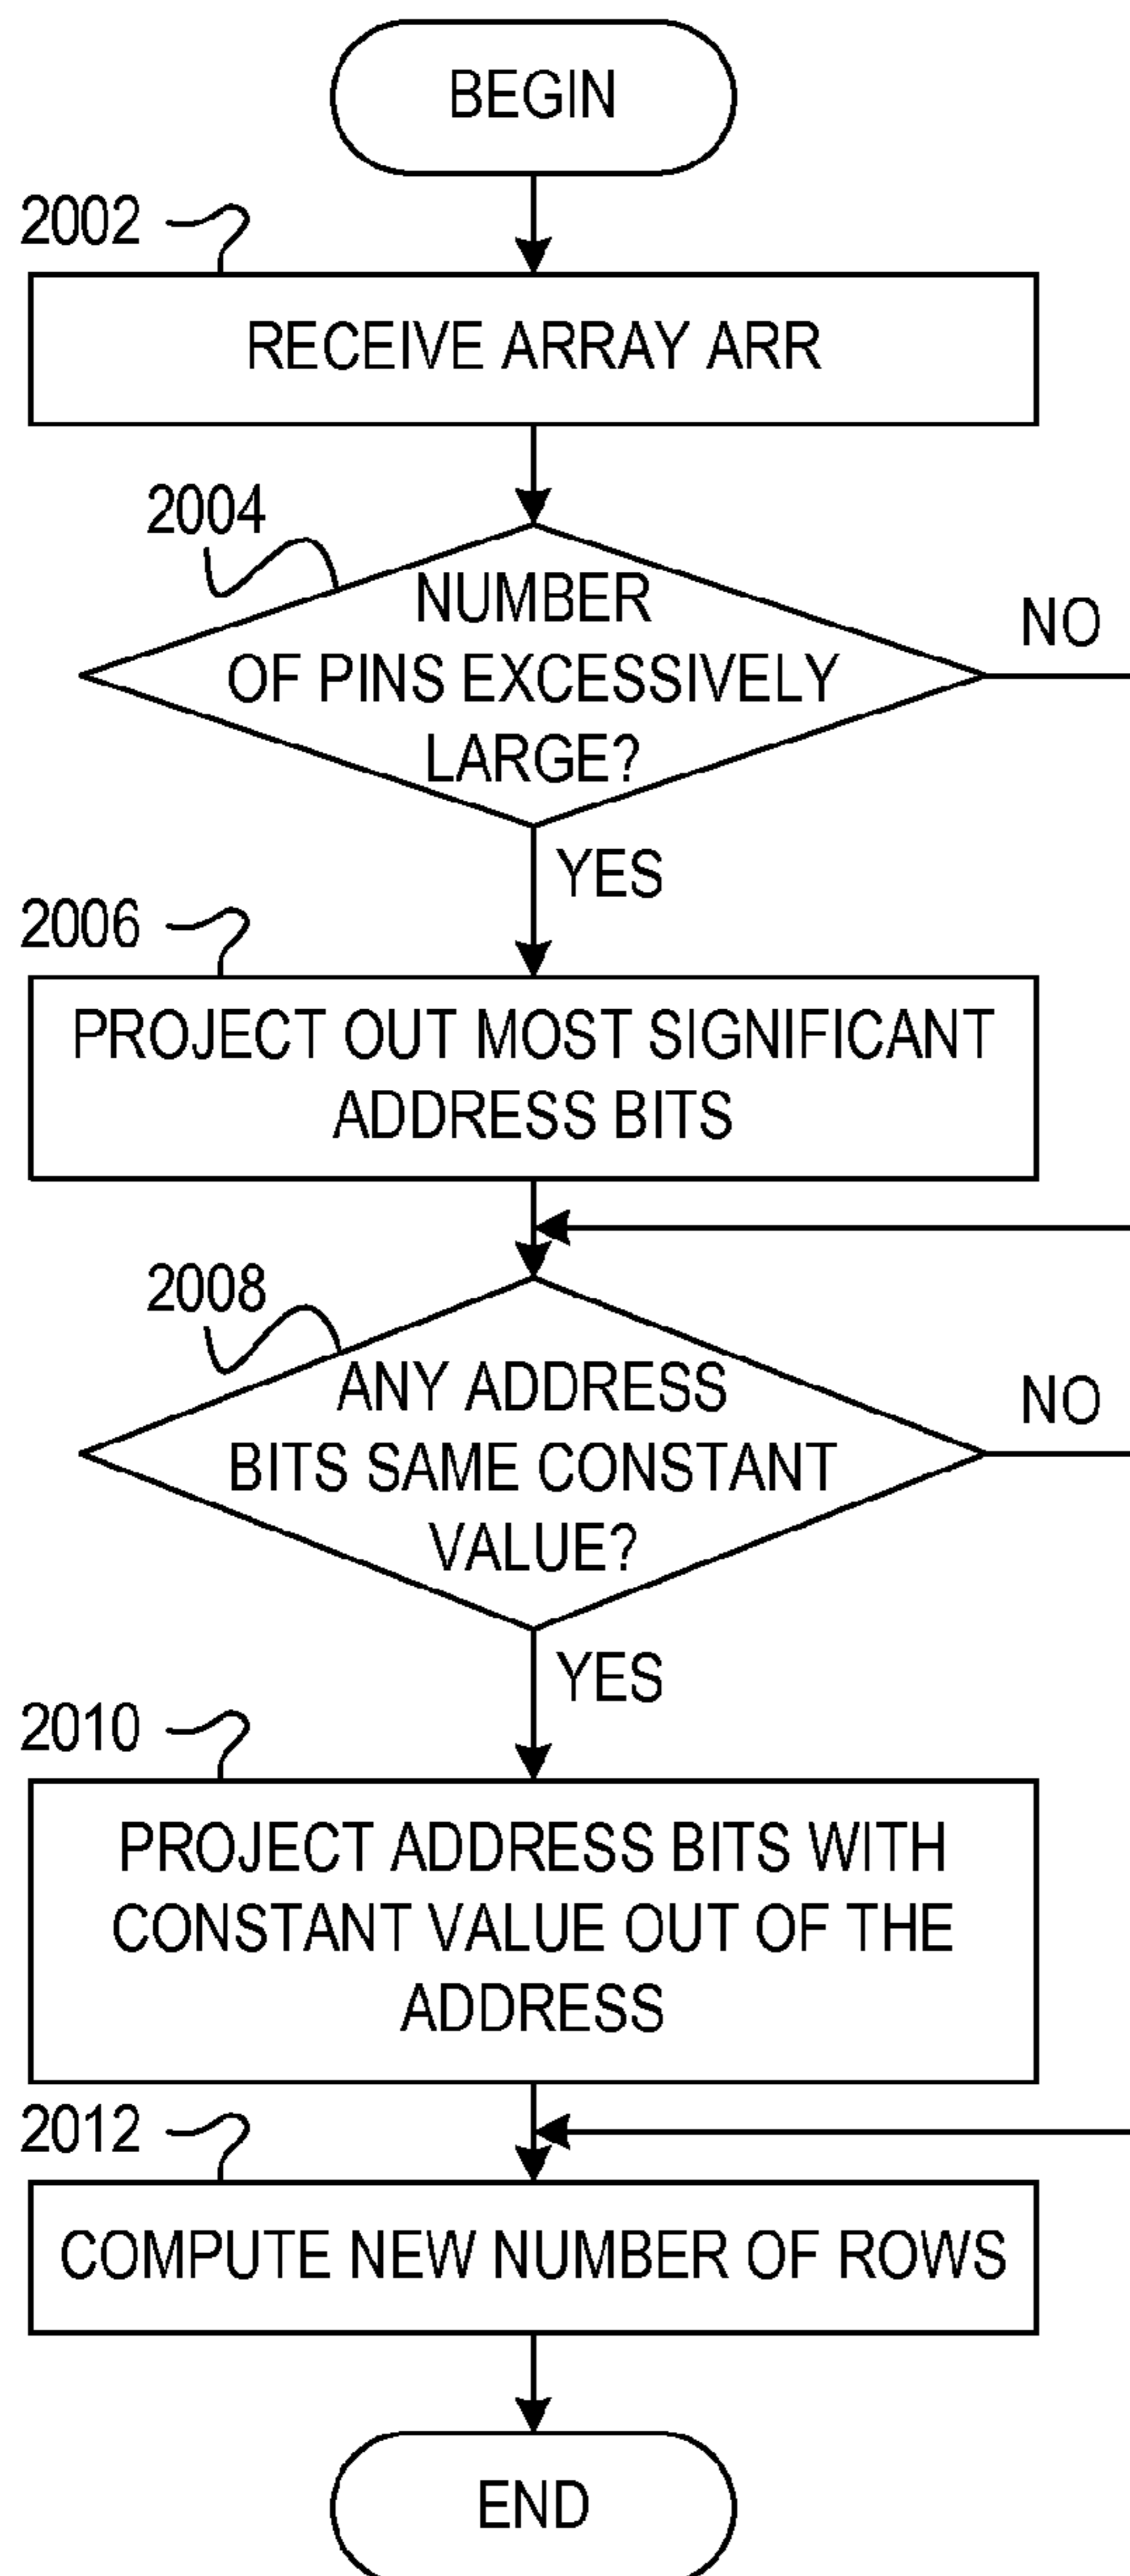 BEGIN
2002
RECEIVE ARRAY ARR
2004
NUMBER
OF PINS EXCESSIVELY
LARGE?
NO
YES
2006
PROJECT OUT MOST SIGNIFICANT
ADDRESS BITS
2008
ANY ADDRESS
BITS SAME CONSTANT
VALUE?
NO
YES
2010
PROJECT ADDRESS BITS WITH
CONSTANT VALUE OUT OF THE
ADDRESS
2012
COMPUTE NEW NUMBER OF ROWS
END